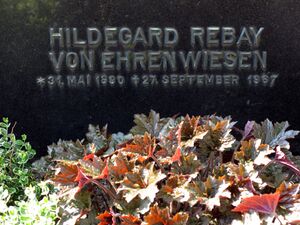 HILDEGARD REBAY
VON EHRENWIESEN
*31. MAI 1890 †27. SEPTEMBER 1967